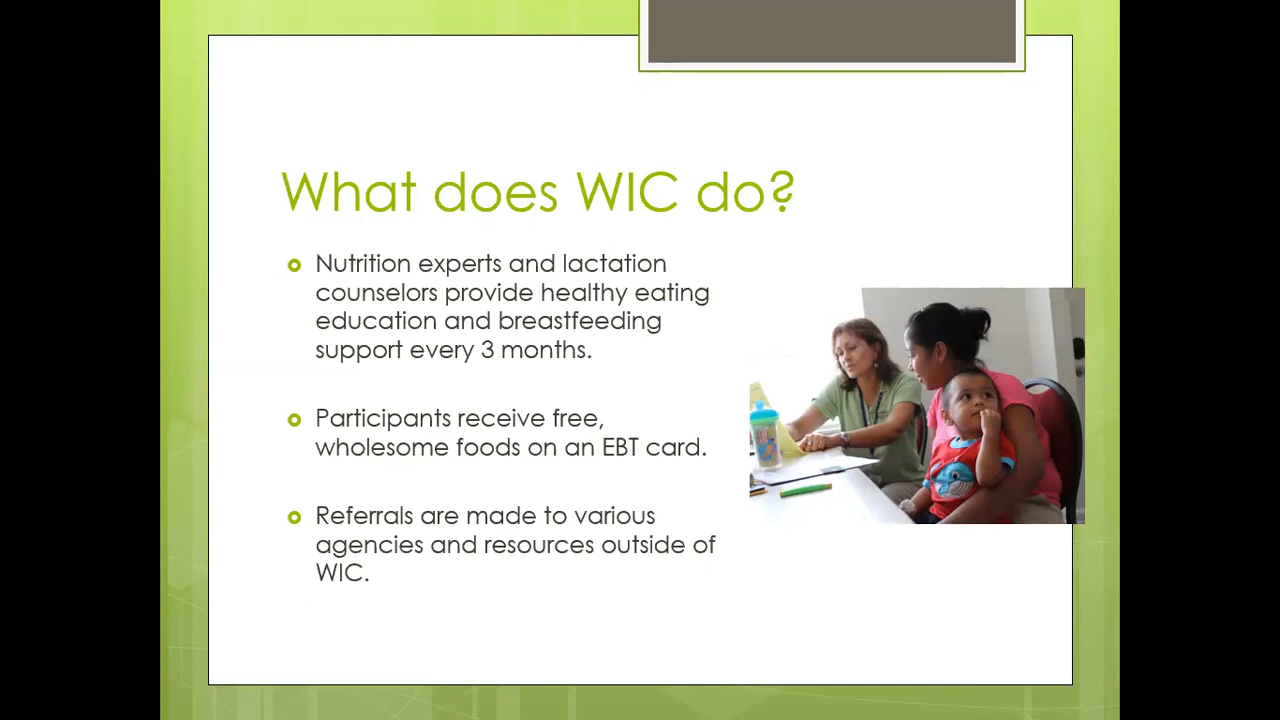 What does WIC do?
Nutrition experts and lactation
counselors provide healthy eating
education and breastfeeding
support every 3 months.
Participants receive free,
wholesome foods on an EBT card.
Referrals are made to various
agencies and resources outside of
WIC.